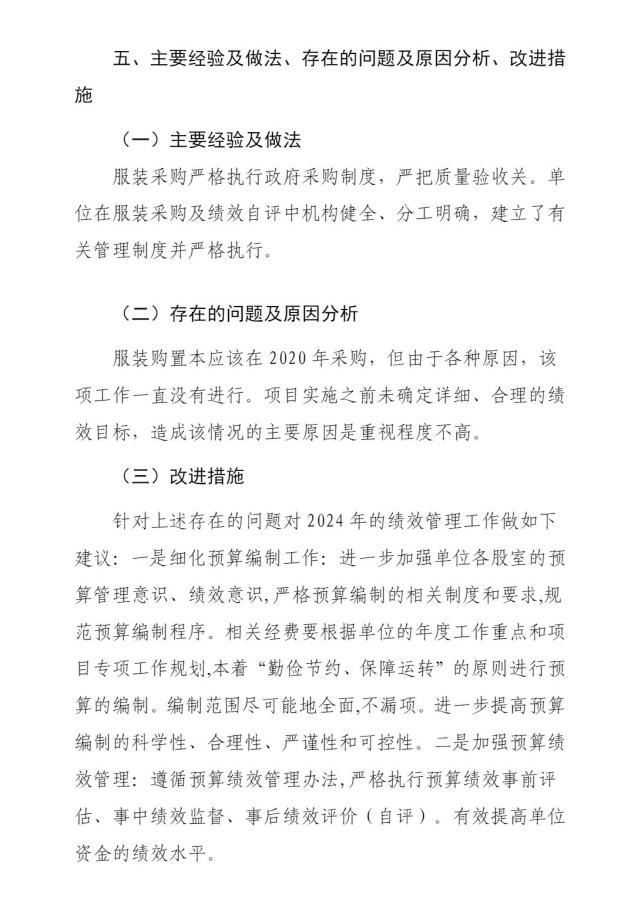 五、主要经验及做法、存在的问题及原因分析、改进措
施
（一）主要经验及做法
服装采购严格执行政府采购制度，严把质量验收关。单
位在服装采购及绩效自评中机构健全、分工明确，建立了有
关管理制度并严格执行。
（二）存在的问题及原因分析
服装购置本应该在 2020 年采购，但由于各种原因，该
项工作一直没有进行。项目实施之前未确定详细、合理的绩
效目标，造成该情况的主要原因是重视程度不高。
（三）改进措施
针对上述存在的问题对 2024 年的绩效管理工作做如下
建议：一是细化预算编制工作：进一步加强单位各股室的预
算管理意识、绩效意识,严格预算编制的相关制度和要求,规
范预算编制程序。相关经费要根据单位的年度工作重点和项
目专项工作规划,本着“勤俭节约、保障运转”的原则进行预
算的编制。编制范围尽可能地全面,不漏项。进一步提高预算
编制的科学性、合理性、严谨性和可控性。二是加强预算绩
效管理：遵循预算绩效管理办法,严格执行预算绩效事前评
估、事中绩效监督、事后绩效评价（自评）。有效提高单位
资金的绩效水平。